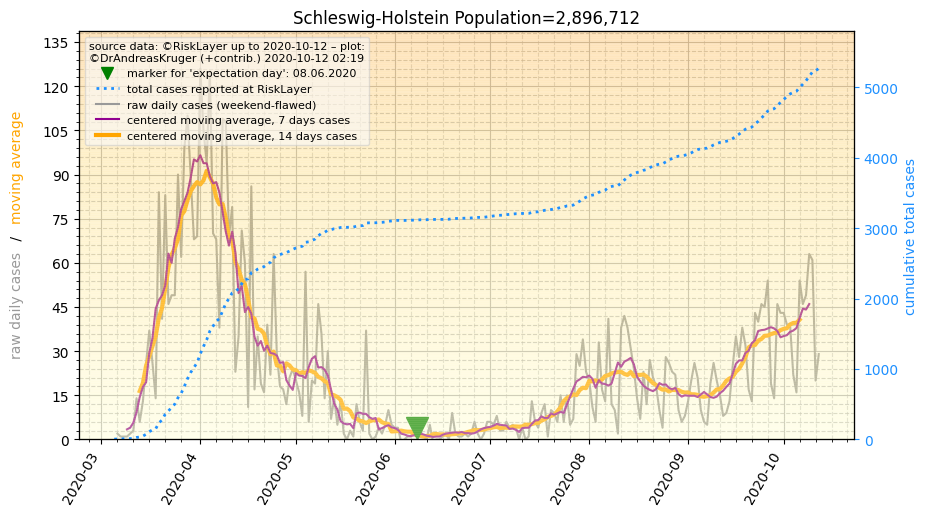 Schleswig-Holstein Population=2,896,712
source data: ©RiskLayer up to 2020-10-12 – plot:
©DrAndreasKruger (+contrib.) 2020-10-12 02:19
marker for 'expectation day': 08.06.2020
total cases reported at RiskLayer
raw daily cases (weekend-flawed)
centered moving average, 7 days cases
centered moving average, 14 days cases
raw daily cases / moving average
135
120
105
90
75
60
45
30
15
0
5000
4000
3000
2000
1000
0
cumulative total cases
2020-03
2020-04
2020-05
2020-06
2020-07
2020-08
2020-09
2020-10